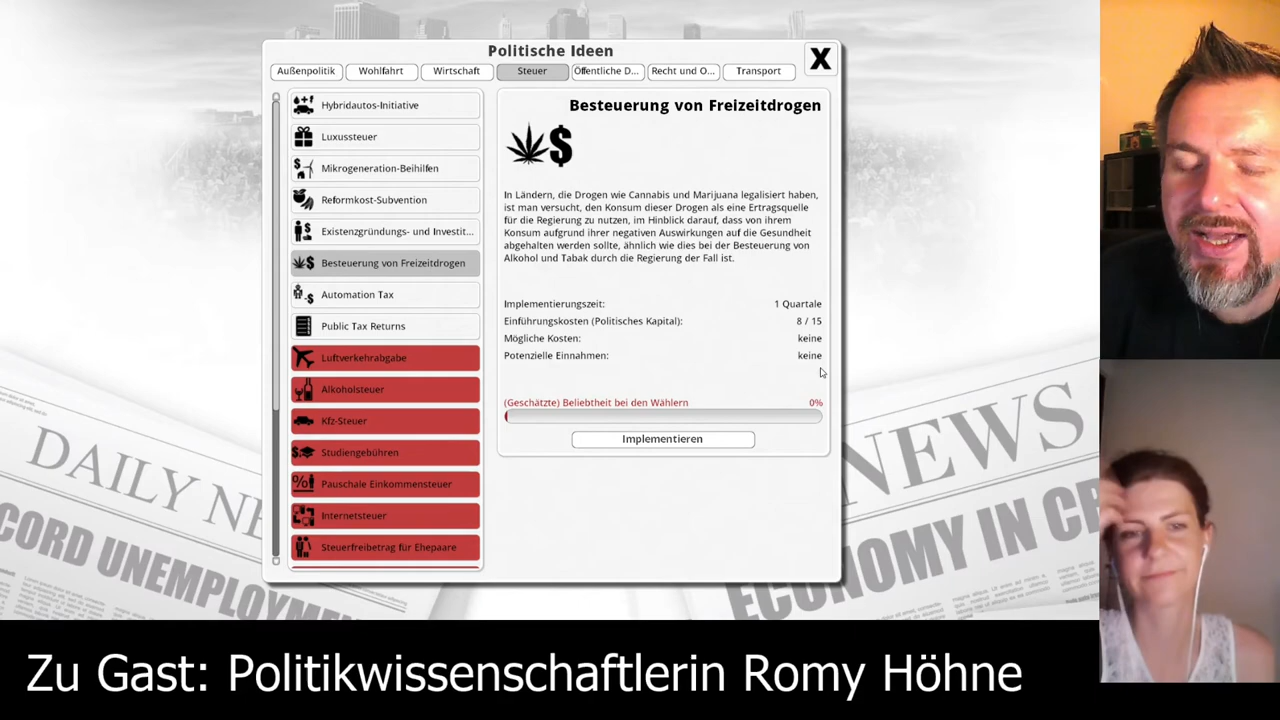 Politische Ideen
X
Außenpolitik
Wohlfahrt
Wirtschaft
Steuer
Öffentliche D...
Recht und O...
Transport
Hybridautos-Initiative
Luxussteuer
Mikrogeneration-Beihilfen
Reformkost-Subvention
Existenzgründungs- und Investit...
Besteuerung von Freizeitdrogen
Automation Tax
Public Tax Returns
Luftverkehrabgabe
Alkoholsteuer
Kfz-Steuer
Studiengebühren
Pauschale Einkommensteuer
Internetsteuer
Steuerfreibetrag für Ehepaare
Besteuerung von Freizeitdrogen
In Ländern, die Drogen wie Cannabis und Marijuana legalisiert haben,
ist man versucht, den Konsum dieser Drogen als eine Ertragsquelle
für die Regierung zu nutzen, im Hinblick darauf, dass von ihrem
Konsum aufgrund ihrer negativen Auswirkungen auf die Gesundheit
abgehalten werden sollte, ähnlich wie dies bei der Besteuerung von
Alkohol und Tabak durch die Regierung der Fall ist.
Implementierungszeit: 1 Quartale
Einführungskosten (Politisches Kapital): 8 / 15
Mögliche Kosten: keine
Potenzielle Einnahmen: keine
(Geschätzte) Beliebtheit bei den Wählern 0%
Implementieren
DAILY NE
CORD UNEMPLOYM
NEWS
ECONOMY IN CR
Zu Gast: Politikwissenschaftlerin Romy Höhne